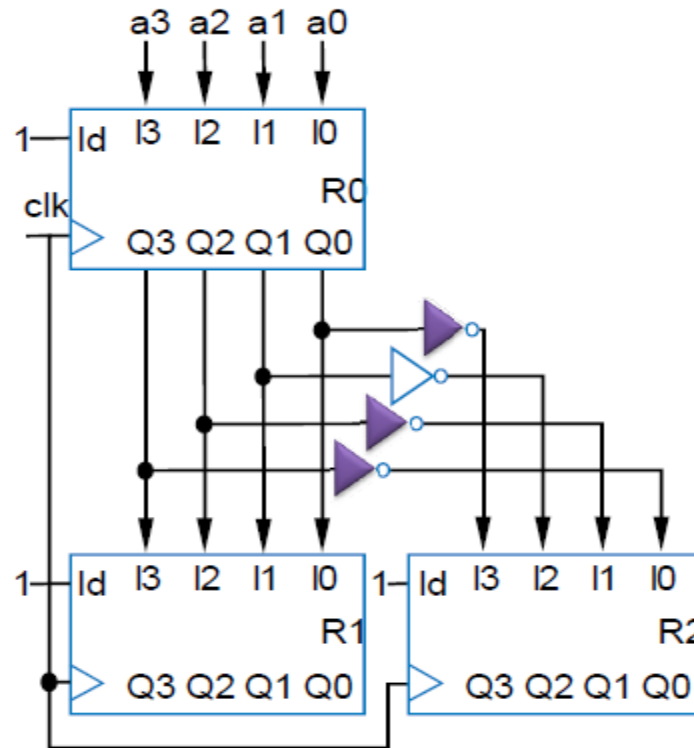 a3 a2 a1 a0
1 ld I3 I2 I1 I0
R0
clk
Q3 Q2 Q1 Q0
1 ld I3 I2 I1 I0 1 ld I3 I2 I1 I0
R1 R2
Q3 Q2 Q1 Q0 Q3 Q2 Q1 Q0